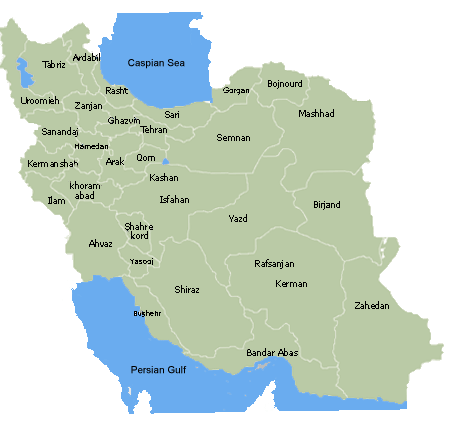 Ardabil
Tabriz
Caspian Sea
Bojnourd
Rasht
Gorgan
Uroomieh
Zanjan
Mashhad
Sari
Ghazvin
Sanandaj
Tehran
Semnan
Hamedan
Kermanshah
Arak
Qom
Kashan
khoram
abad
Ilam
Isfahan
Birjand
Yazd
Shahre
kord
Ahvaz
Yasooj
Rafsanjan
Shiraz
Kerman
Zahedan
Bushehr
Bandar Abas
Persian Gulf